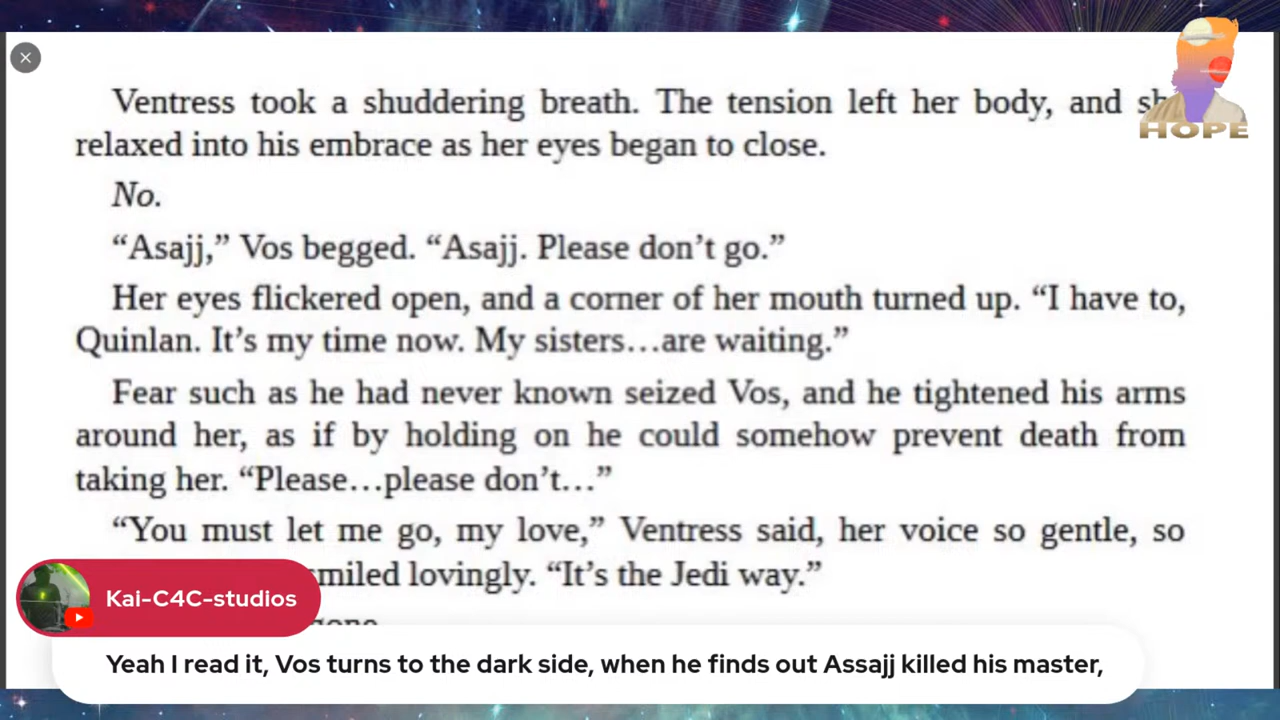 Ventress took a shuddering breath. The tension left her body, and
relaxed into his embrace as her eyes began to close.
No.
“Asajj,” Vos begged. “Asajj. Please don’t go.”
Her eyes flickered open, and a corner of her mouth turned up. “I have to,
Quinlan. It’s my time now. My sisters…are waiting.”
Fear such as he had never known seized Vos, and he tightened his arms
around her, as if by holding on he could somehow prevent death from
taking her. “Please…please don’t…”
“You must let me go, my love,” Ventress said, her voice so gentle, so
smiled lovingly. “It’s the Jedi way.”
HOPE
Kai-C4C-studios
Yeah I read it, Vos turns to the dark side, when he finds out Assajj killed his master,